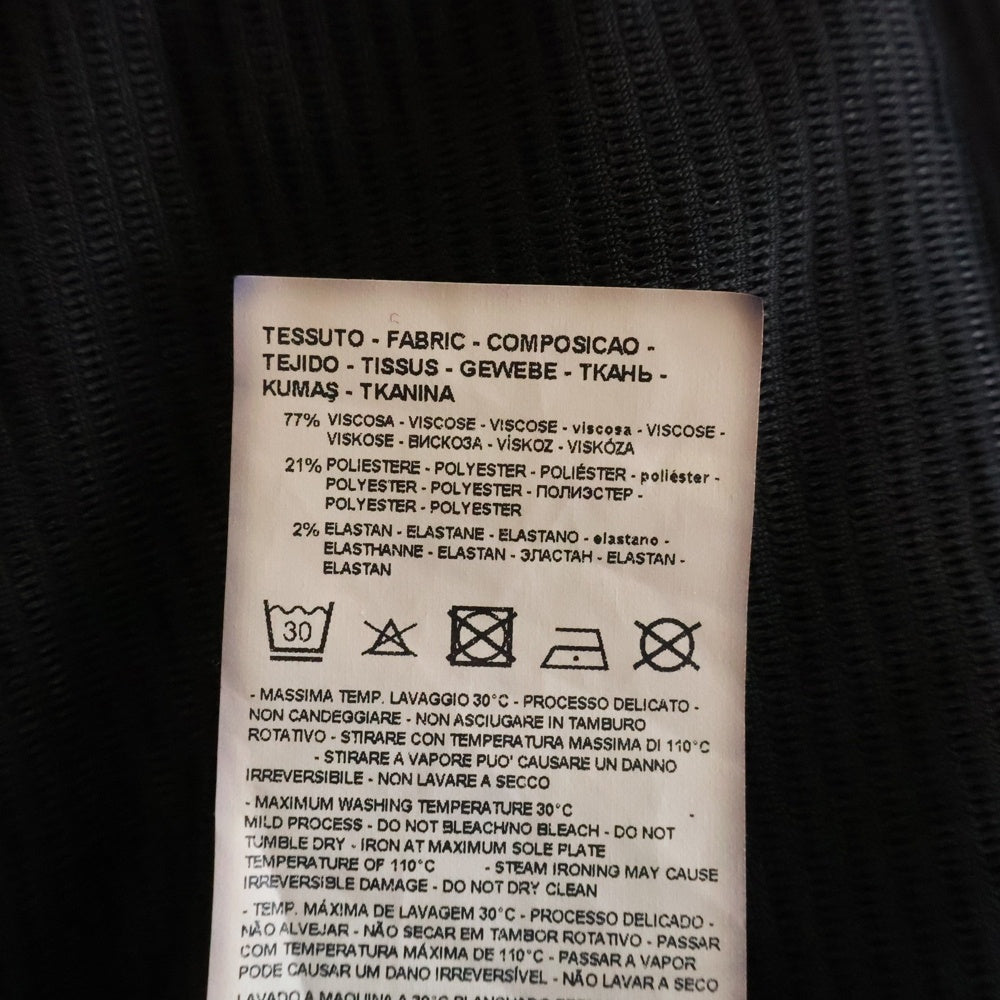 TESSUTO - FABRIC - COMPOSICAO -
TEJIDO - TISSUS - GEWEBE - ТКАНЬ -
KUMAŞ - TKANINA
77% VISCOSA - VISCOSE - VISCOSE - viscosa - VISCOSE -
VISKOSE - ВИСКОЗА - VİSKOZ - VISKÓZA
21% POLIESTERE - POLYESTER - POLIÉSTER - poliéster -
POLYESTER - POLYESTER - ПОЛИЭСТЕР -
POLYESTER - POLYESTER
2% ELASTAN - ELASTANE - ELASTANO - elastano -
ELASTHANNE - ELASTAN - ЭЛАСТАН - ELASTAN -
ELASTAN
30
- MASSIMA TEMP. LAVAGGIO 30°C - PROCESSO DELICATO -
NON CANDEGGIARE - NON ASCIUGARE IN TAMBURO
ROTATIVO - STIRARE CON TEMPERATURA MASSIMA DI 110°C
- STIRARE A VAPORE PUO' CAUSARE UN DANNO
IRREVERSIBILE - NON LAVARE A SECCO
- MAXIMUM WASHING TEMPERATURE 30°C -
MILD PROCESS - DO NOT BLEACH/NO BLEACH - DO NOT
TUMBLE DRY - IRON AT MAXIMUM SOLE PLATE
TEMPERATURE OF 110°C - STEAM IRONING MAY CAUSE
IRREVERSIBLE DAMAGE - DO NOT DRY CLEAN
- TEMP. MÁXIMA DE LAVAGEM 30°C - PROCESSO DELICADO -
NÃO ALVEJAR - NÃO SECAR EM TAMBOR ROTATIVO - PASSAR
COM TEMPERATURA MÁXIMA DE 110°C - PASSAR A VAPOR
PODE CAUSAR UM DANO IRREVERSÍVEL - NÃO LAVAR A SECO
LAVADO A MAQUINA A 30°C